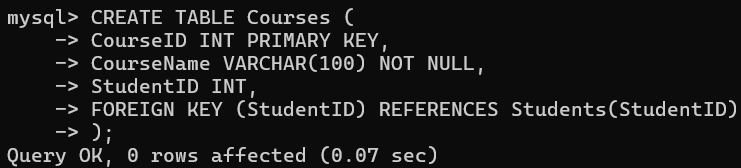 mysql> CREATE TABLE Courses (
    -> CourseID INT PRIMARY KEY,
    -> CourseName VARCHAR(100) NOT NULL,
    -> StudentID INT,
    -> FOREIGN KEY (StudentID) REFERENCES Students(StudentID)
    -> );
Query OK, 0 rows affected (0.07 sec)